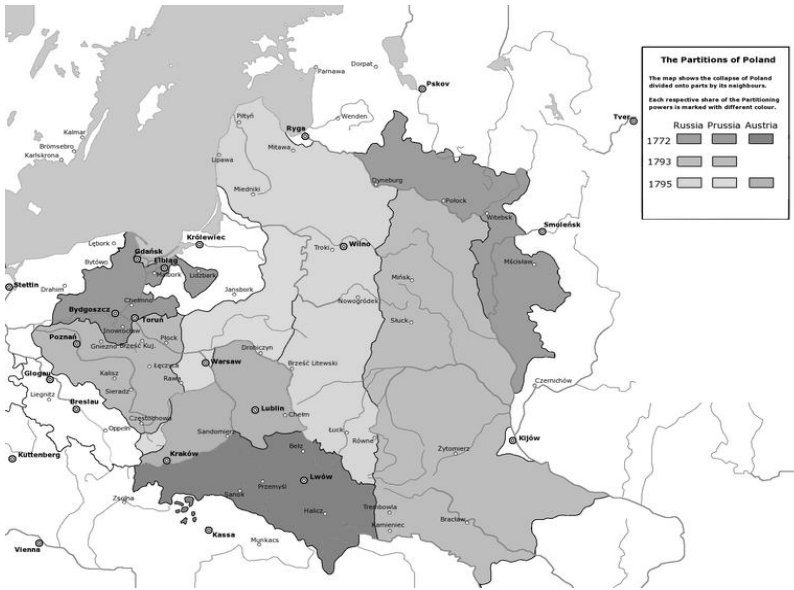 The Partitions of Poland
The map shows the collapse of Poland
divided onto parts by its neighbours.
Each respective share of the Partitioning
powers is marked with different colour.
Russia Prussia Austria
1772
1793
1795
Parnawa
Dorpat
Pskov
Tver
Piltyń
Ryga
Wenden
Kalmar
Brömsebro
Karlskrona
Lipawa
Mitawa
Miedniki
Dyneburg
Połock
Witebsk
Smoleńsk
Lębork
Gdańsk
Królewiec
Troki
Wilno
Bytówo
Elbląg
Malbork
Lidzbark
Mścisław
Stettin
Drahim
Jansbork
Mińsk
Chełmno
Nowogródek
Bydgoszcz
Toruń
Słuck
Inowrocław
Poznań
Gniezno
Brześć Kuj.
Płock
Drohiczyn
Warsaw
Brześć Litewski
Łęczyca
Glogau
Kalisz
Rawa
Czernichów
Liegnitz
Sieradz
Breslau
Lublin
Chełm
Częstochowa
Oppeln
Sandomierz
Łuck
Równe
Kijów
Bełz
Żytomierz
Kuttenberg
Kraków
Lwów
Przemyśl
Sanok
Zsolna
Halicz
Trembowla
Kamieniec
Bracław
Kassa
Munkacs
Vienna